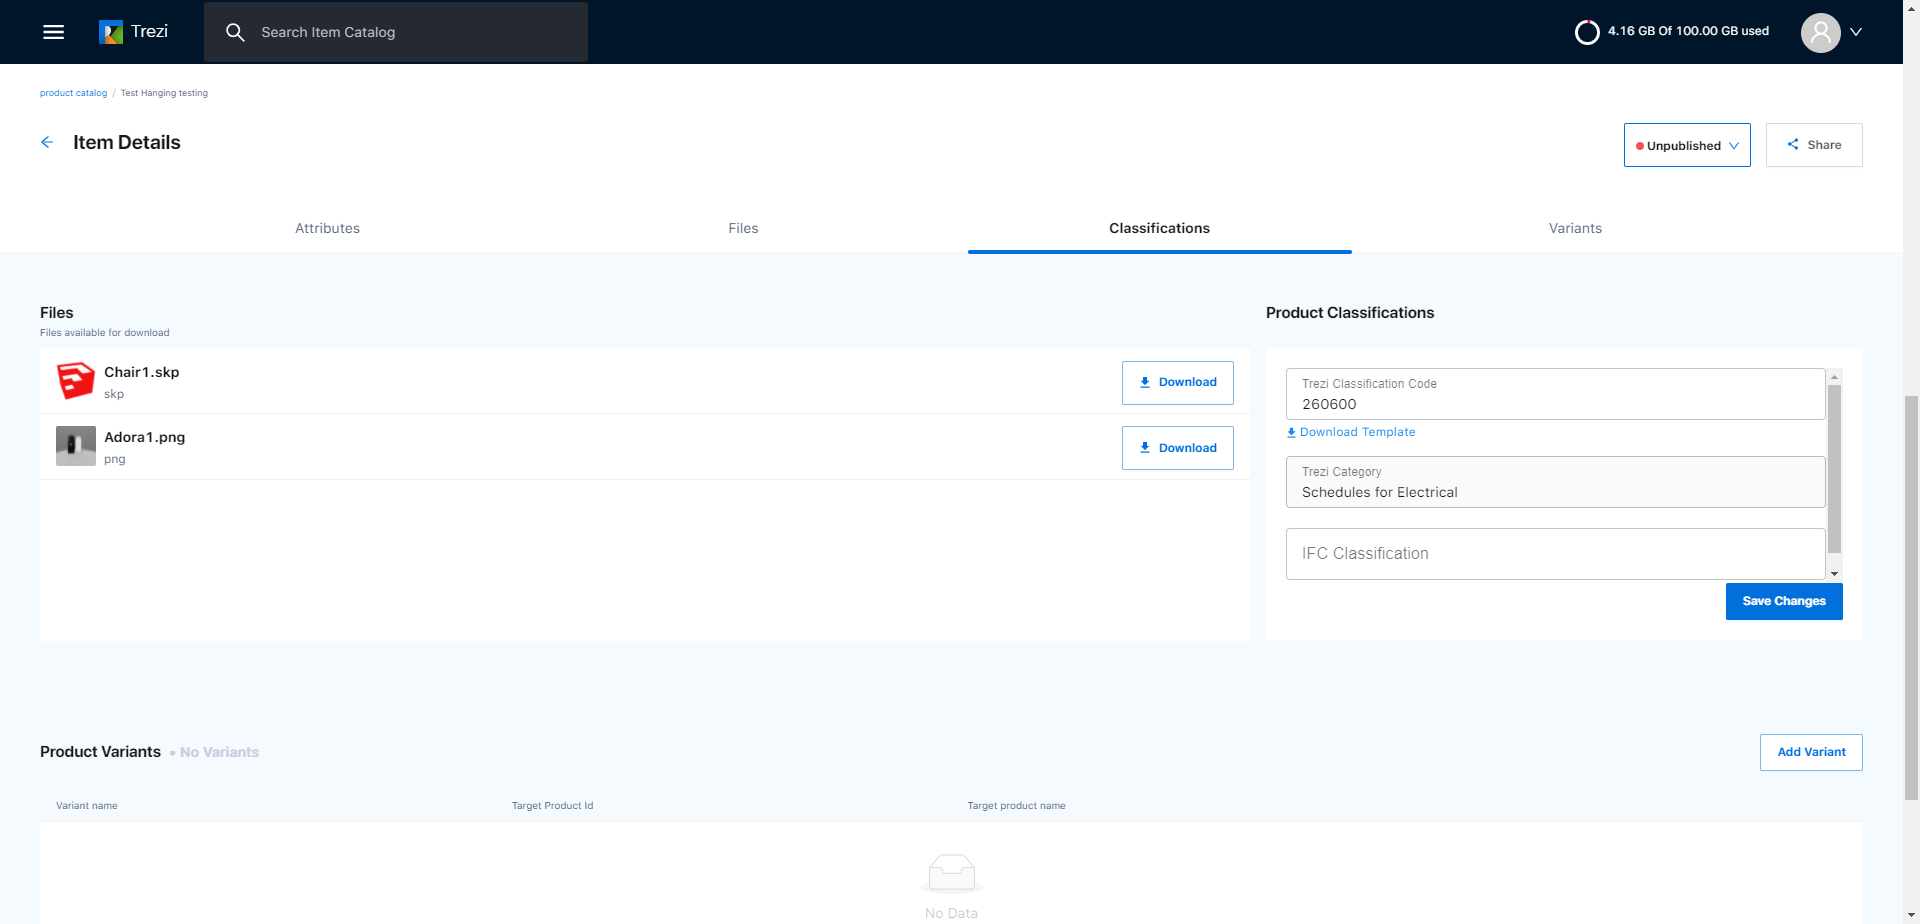 Trezi
Search Item Catalog
4.16 GB Of 100.00 GB used
product catalog / Test Hanging testing
Item Details
Unpublished
Share
Attributes
Files
Classifications
Variants
Files
Files available for download
Chair1.skp
skp
Download
Adora1.png
png
Download
Product Classifications
Trezi Classification Code
260600
Download Template
Trezi Category
Schedules for Electrical
IFC Classification
Save Changes
Product Variants • No Variants
Add Variant
Variant name
Target Product Id
Target product name
No Data